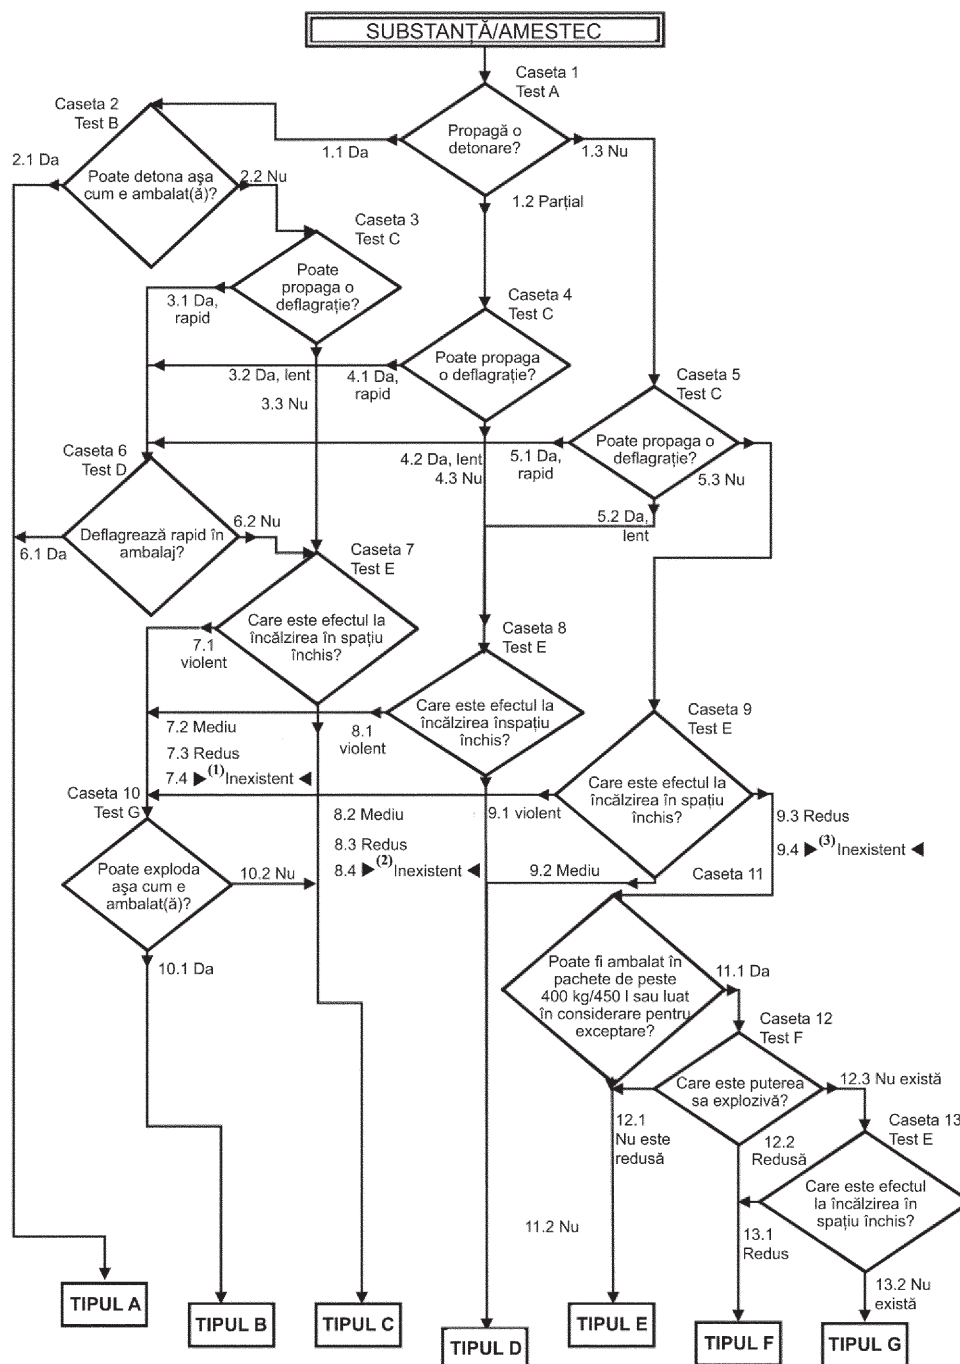 SUBSTANȚĂ/AMESTEC
Caseta 1
Test A
Propagă o
detonare?
1.1 Da
1.3 Nu
1.2 Parțial
Caseta 2
Test B
2.1 Da
Poate detona așa
cum e ambalat(ă)?
2.2 Nu
Caseta 3
Test C
Poate
propaga o
deflagrație?
3.1 Da,
rapid
3.2 Da, lent
3.3 Nu
Caseta 4
Test C
Poate propaga
o deflagrație?
4.1 Da,
rapid
4.2 Da, lent
4.3 Nu
Caseta 5
Test C
Poate propaga o
deflagrație?
5.1 Da,
rapid
5.3 Nu
5.2 Da,
lent
Caseta 6
Test D
Deflagrează rapid în
ambalaj?
6.1 Da
6.2 Nu
Caseta 7
Test E
Care este efectul la
încălzirea în spațiu
închis?
7.1
violent
7.2 Mediu
7.3 Redus
7.4 ►(1) Inexistent ◄
Caseta 8
Test E
Care este efectul la
încălzirea înspațiu
închis?
8.1
violent
8.2 Mediu
8.3 Redus
8.4 ►(2) Inexistent ◄
Caseta 9
Test E
Care este efectul la
încălzirea în spațiu
închis?
9.1 violent
9.2 Mediu
9.3 Redus
9.4 ►(3) Inexistent ◄
Caseta 10
Test G
Poate exploda
așa cum e
ambalat(ă)?
10.2 Nu
10.1 Da
Caseta 11
Poate fi ambalat în
pachete de peste
400 kg/450 l sau luat
în considerare pentru
exceptare?
11.1 Da
11.2 Nu
Caseta 12
Test F
Care este puterea
sa explozivă?
12.1
Nu este
redusă
12.2
Redusă
12.3 Nu există
Caseta 13
Test E
Care este efectul
la încălzirea în
spațiu închis?
13.1
Redus
13.2 Nu
există
TIPUL A
TIPUL B
TIPUL C
TIPUL D
TIPUL E
TIPUL F
TIPUL G